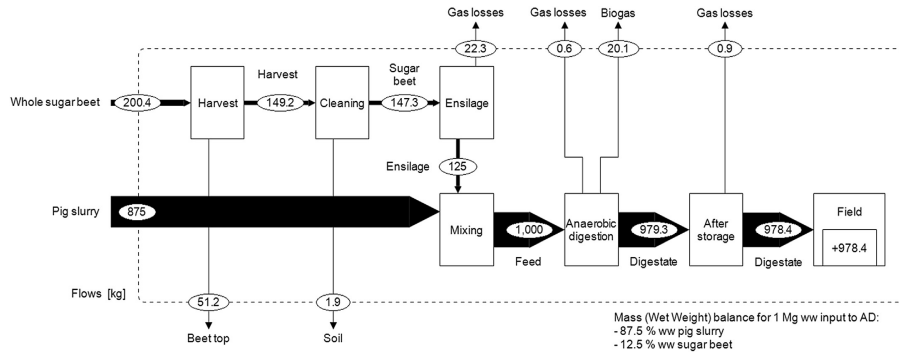 Gas losses Gas losses Biogas Gas losses
22.3 0.6 20.1 0.9
Harvest Sugar
beet
Whole sugar beet 200.4 Harvest 149.2 Cleaning 147.3 Ensilage
Ensilage 125
Pig slurry 875
Mixing 1,000 Anaerobic
digestion 979.3 After
storage 978.4 Field
+978.4
Feed Digestate Digestate
Flows [kg]
51.2 1.9
Beet top Soil
Mass (Wet Weight) balance for 1 Mg ww input to AD:
- 87.5 % ww pig slurry
- 12.5 % ww sugar beet